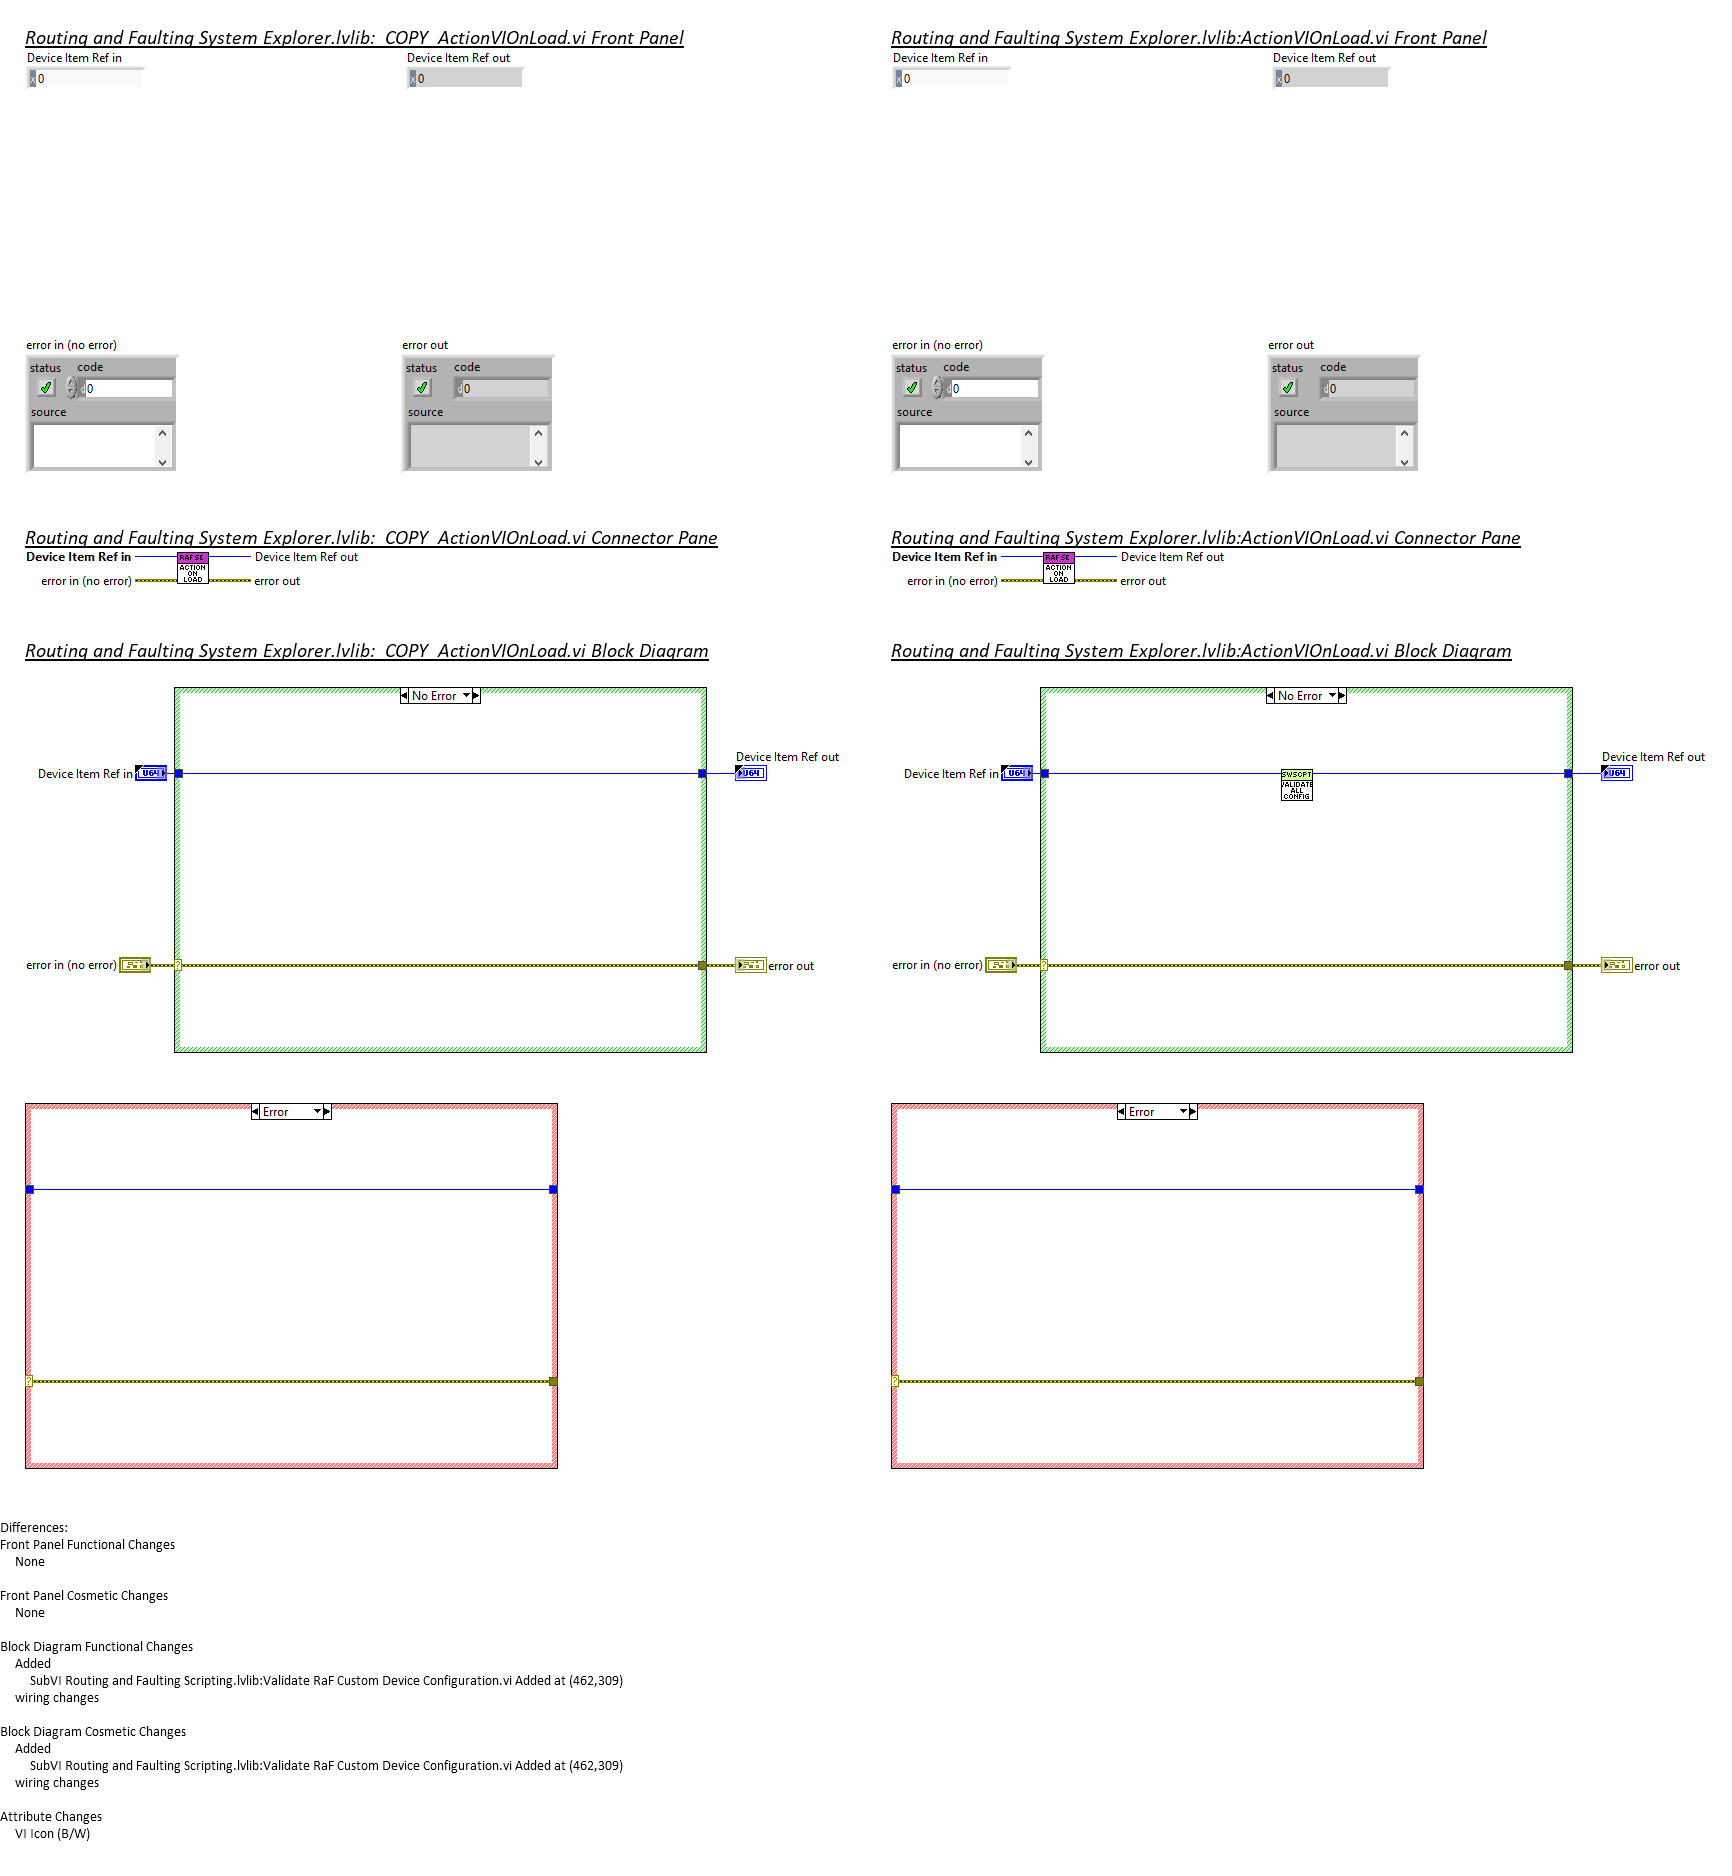 Routing and Faulting System Explorer.lvlib:_COPY_ActionVIOnLoad.vi Front Panel
Device Item Ref in
Device Item Ref out
x 0
x 0
error in (no error)
error out
status code
status code
d 0
d 0
source
source
Routing and Faulting System Explorer.lvlib:_COPY_ActionVIOnLoad.vi Connector Pane
Device Item Ref in
RAF SE
ACTION
ON
LOAD
Device Item Ref out
error in (no error)
error out
Routing and Faulting System Explorer.lvlib:_COPY_ActionVIOnLoad.vi Block Diagram
No Error
Device Item Ref out
Device Item Ref in
U64
U64
error in (no error)
?
error out
Error
?
Routing and Faulting System Explorer.lvlib:ActionVIOnLoad.vi Front Panel
Device Item Ref in
Device Item Ref out
x 0
x 0
error in (no error)
error out
status code
status code
d 0
d 0
source
source
Routing and Faulting System Explorer.lvlib:ActionVIOnLoad.vi Connector Pane
Device Item Ref in
RAF SE
ACTION
ON
LOAD
Device Item Ref out
error in (no error)
error out
Routing and Faulting System Explorer.lvlib:ActionVIOnLoad.vi Block Diagram
No Error
Device Item Ref out
Device Item Ref in
U64
SWSCPT
VALIDATE
ALL
CONFIG
U64
error in (no error)
?
error out
Error
?
Differences:
Front Panel Functional Changes
None
Front Panel Cosmetic Changes
None
Block Diagram Functional Changes
Added
SubVI Routing and Faulting Scripting.lvlib:Validate RaF Custom Device Configuration.vi Added at (462,309)
wiring changes
Block Diagram Cosmetic Changes
Added
SubVI Routing and Faulting Scripting.lvlib:Validate RaF Custom Device Configuration.vi Added at (462,309)
wiring changes
Attribute Changes
VI Icon (B/W)